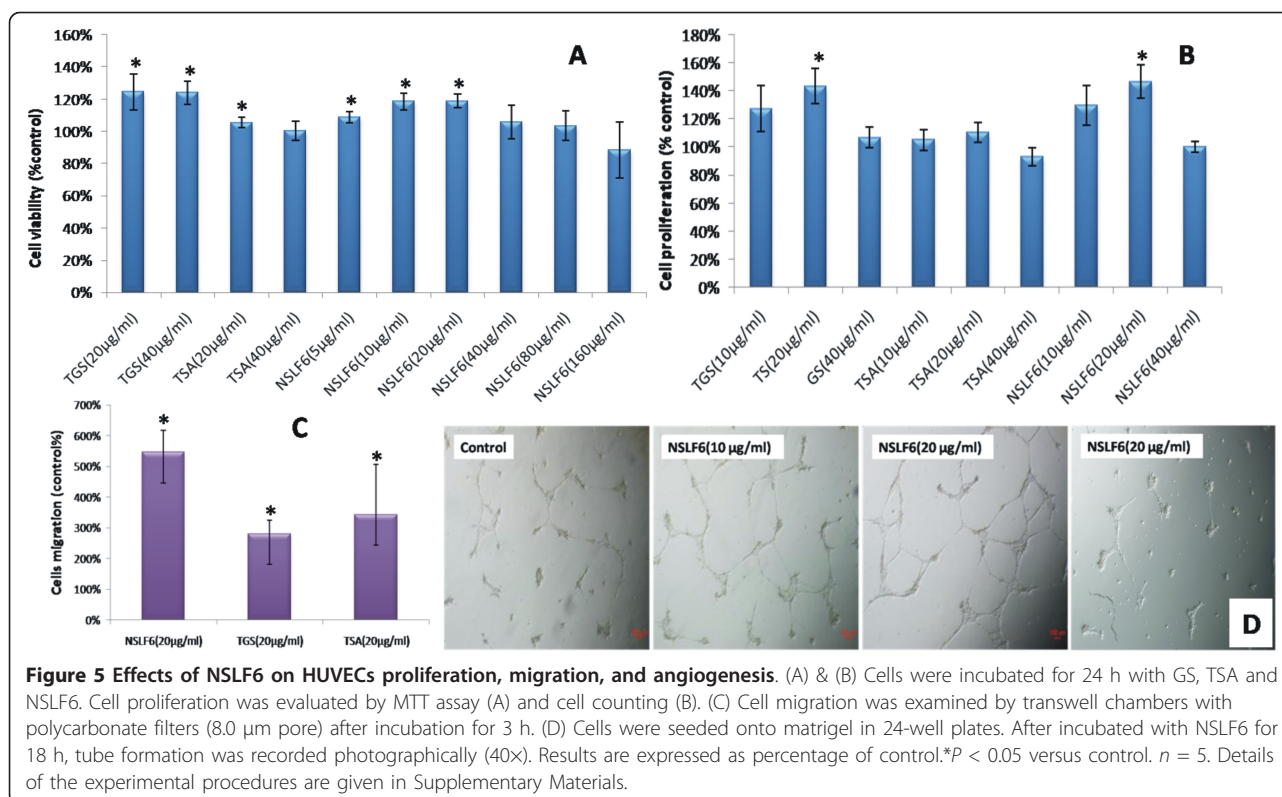 160%
140%
120%
100%
80%
60%
40%
20%
0%
Cell viability (%control)
A
* * * * * *
TGS(20μg/ml)
TGS(40μg/ml)
TSA(20μg/ml)
TSA(40μg/ml)
NSLF6(5μg/ml)
NSLF6(10μg/ml)
NSLF6(20μg/ml)
NSLF6(40μg/ml)
NSLF6(80μg/ml)
NSLF6(160μg/ml)
180%
160%
140%
120%
100%
80%
60%
40%
20%
0%
Cell proliferation (% control)
B
* *
TGS(10μg/ml)
TS(20μg/ml)
GS(40μg/ml)
TSA(10μg/ml)
TSA(20μg/ml)
TSA(40μg/ml)
NSLF6(10μg/ml)
NSLF6(20μg/ml)
NSLF6(40μg/ml)
700%
600%
500%
400%
300%
200%
100%
0%
Cells migration (control%)
C
* * *
NSLF6(20μg/ml) TGS(20μg/ml) TSA(20μg/ml)
Control
NSLF6(10 μg/ml)
NSLF6(20 μg/ml)
NSLF6(20 μg/ml)
D
Figure 5 Effects of NSLF6 on HUVECs proliferation, migration, and angiogenesis. (A) & (B) Cells were incubated for 24 h with GS, TSA and
NSLF6. Cell proliferation was evaluated by MTT assay (A) and cell counting (B). (C) Cell migration was examined by transwell chambers with
polycarbonate filters (8.0 μm pore) after incubation for 3 h. (D) Cells were seeded onto matrigel in 24-well plates. After incubated with NSLF6 for
18 h, tube formation was recorded photographically (40×). Results are expressed as percentage of control.*P < 0.05 versus control. n = 5. Details
of the experimental procedures are given in Supplementary Materials.